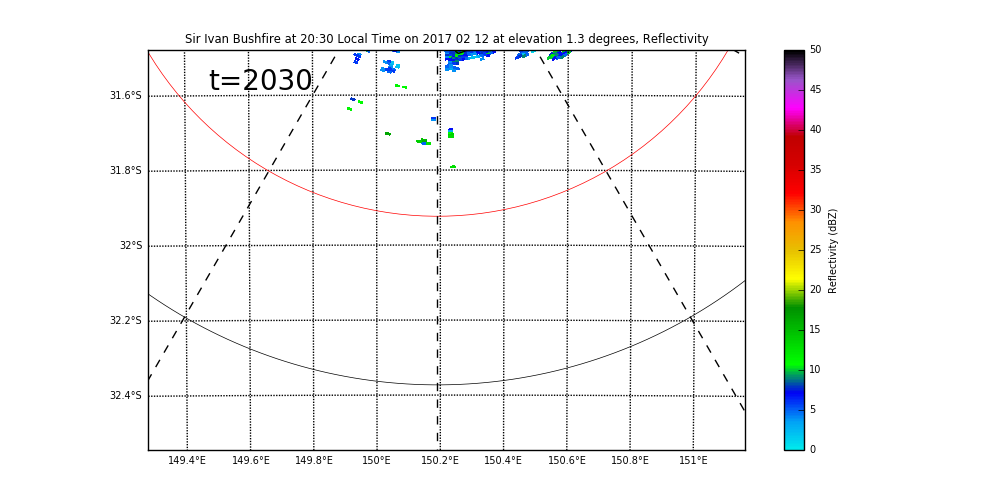 Sir Ivan Bushfire at 20:30 Local Time on 2017 02 12 at elevation 1.3 degrees, Reflectivity
t=2030
31.6°S
31.8°S
32°S
32.2°S
32.4°S
149.4°E 149.6°E 149.8°E 150°E 150.2°E 150.4°E 150.6°E 150.8°E 151°E
50
45
40
35
30
25
20
15
10
5
0
Reflectivity (dBZ)